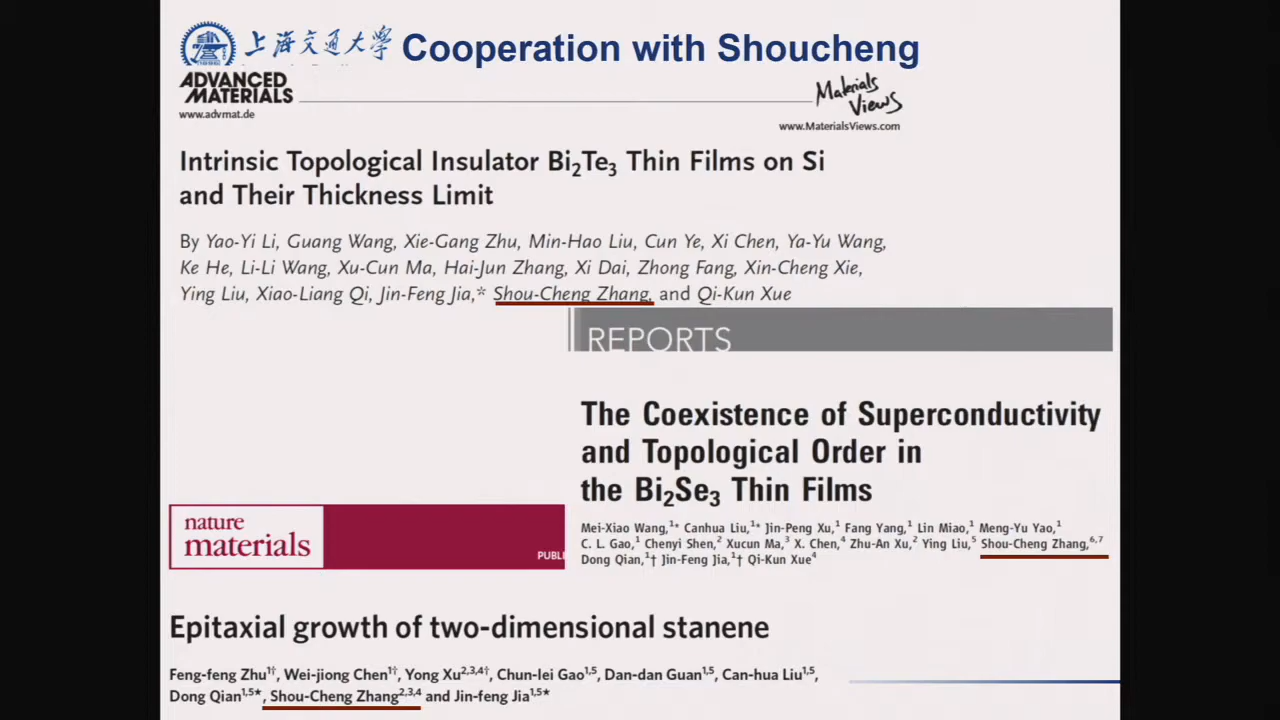 上海交通大学 Cooperation with Shoucheng
ADVANCED
MATERIALS
www.advmat.de
Materials
Views
www.MaterialsViews.com
Intrinsic Topological Insulator Bi₂Te₃ Thin Films on Si
and Their Thickness Limit
By Yao-Yi Li, Guang Wang, Xie-Gang Zhu, Min-Hao Liu, Cun Ye, Xi Chen, Ya-Yu Wang,
Ke He, Li-Li Wang, Xu-Cun Ma, Hai-Jun Zhang, Xi Dai, Zhong Fang, Xin-Cheng Xie,
Ying Liu, Xiao-Liang Qi, Jin-Feng Jia,* Shou-Cheng Zhang, and Qi-Kun Xue
REPORTS
The Coexistence of Superconductivity
and Topological Order in
the Bi₂Se₃ Thin Films
Mei-Xiao Wang,¹* Canhua Liu,¹* Jin-Peng Xu,¹ Fang Yang,¹ Lin Miao,¹ Meng-Yu Yao,¹
C. L. Gao,¹ Chenyi Shen,² Xucun Ma,³ X. Chen,⁴ Zhu-An Xu,² Ying Liu,⁵ Shou-Cheng Zhang,⁶,⁷
Dong Qian,¹† Jin-Feng Jia,¹† Qi-Kun Xue⁴
nature
materials
PUBLI
Epitaxial growth of two-dimensional stanene
Feng-feng Zhu¹†, Wei-jiong Chen¹†, Yong Xu²,³,⁴†, Chun-lei Gao¹,⁵, Dan-dan Guan¹,⁵, Can-hua Liu¹,⁵,
Dong Qian¹,⁵*, Shou-Cheng Zhang²,³,⁴ and Jin-feng Jia¹,⁵*